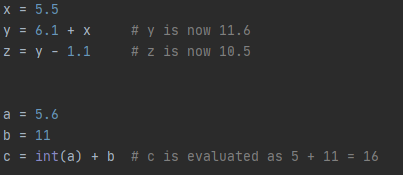 x = 5.5
y = 6.1 + x     # y is now 11.6
z = y - 1.1     # z is now 10.5
a = 5.6
b = 11
c = int(a) + b  # c is evaluated as 5 + 11 = 16